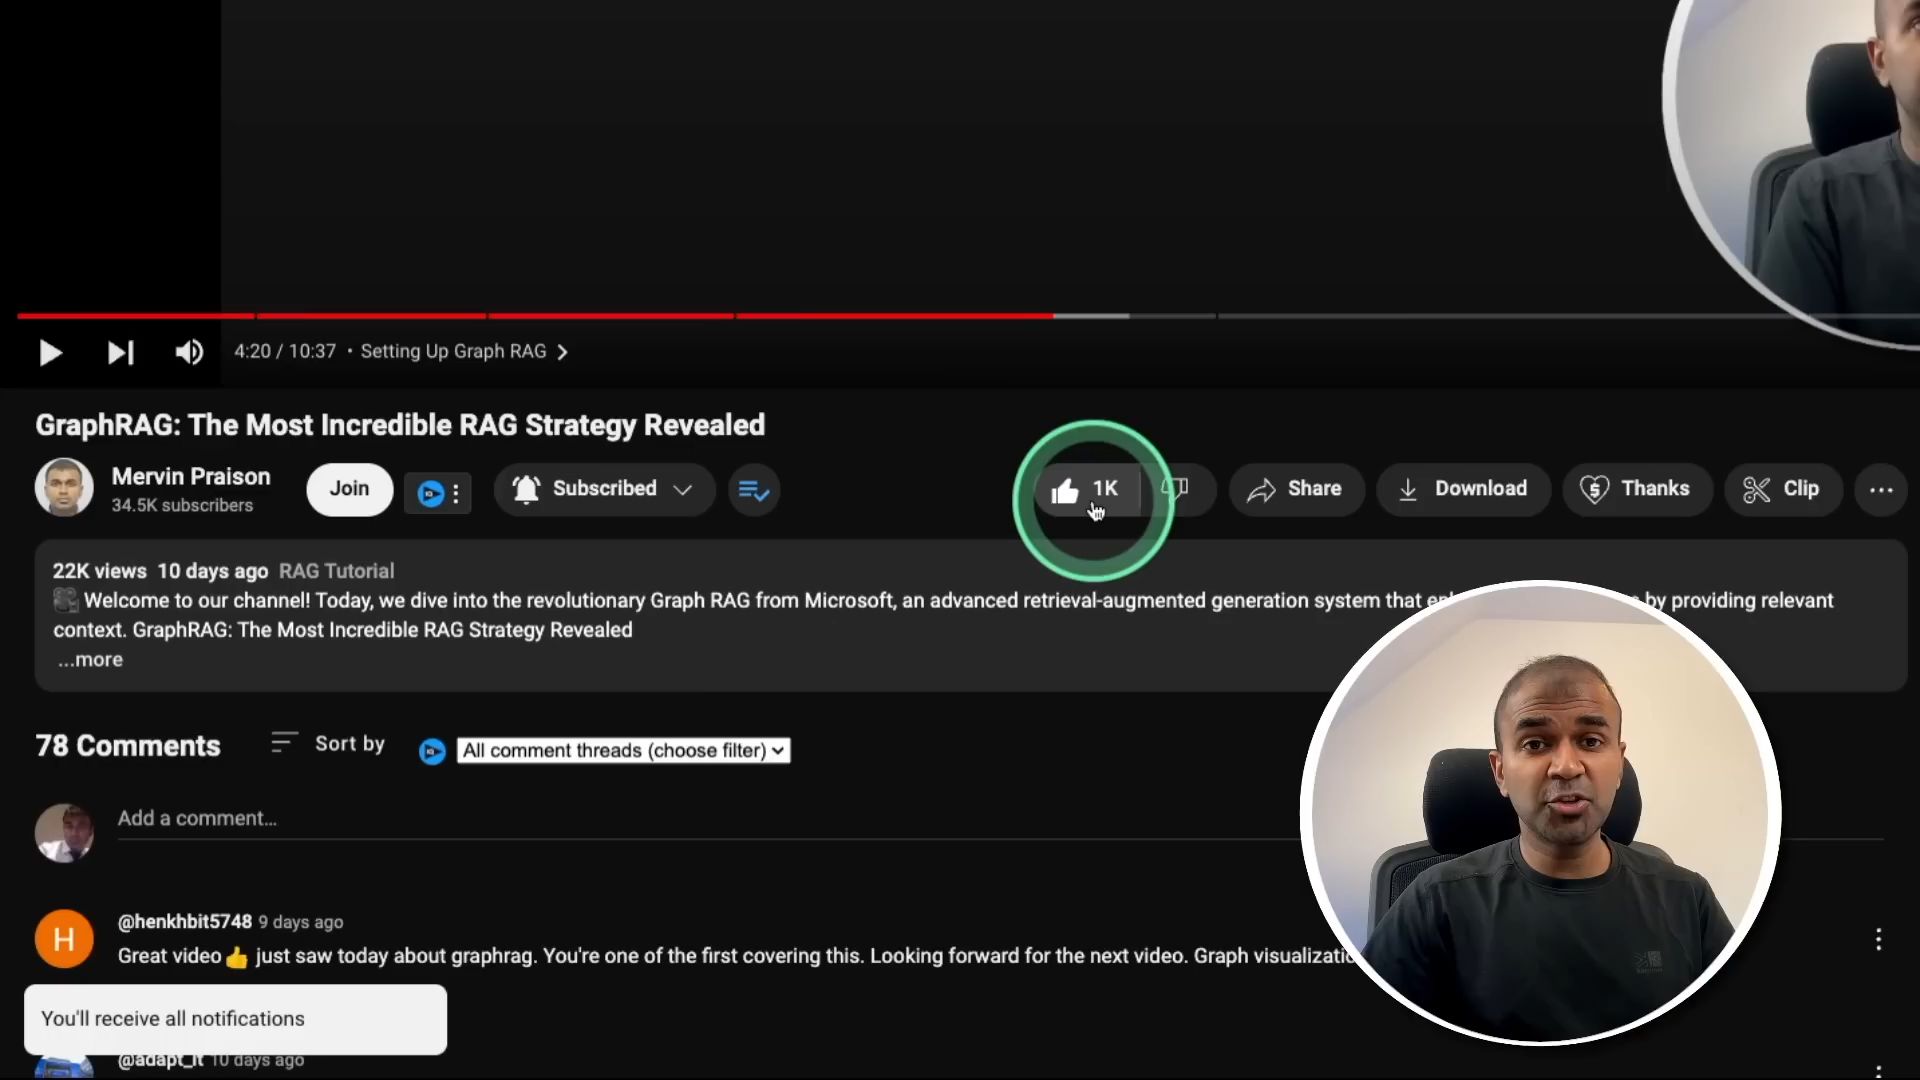 4:20 / 10:37 • Setting Up Graph RAG
GraphRAG: The Most Incredible RAG Strategy Revealed
Mervin Praison
34.5K subscribers
Join
Subscribed
1K
Share
Download
Thanks
Clip
22K views 10 days ago RAG Tutorial
Welcome to our channel! Today, we dive into the revolutionary Graph RAG from Microsoft, an advanced retrieval-augmented generation system that by providing relevant
context. GraphRAG: The Most Incredible RAG Strategy Revealed
...more
78 Comments
Sort by
All comment threads (choose filter)
Add a comment...
H
@henkhbit5748 9 days ago
Great video👍 just saw today about graphrag. You're one of the first covering this. Looking forward for the next video. Graph
You'll receive all notifications
@adapt_it 10 days ago